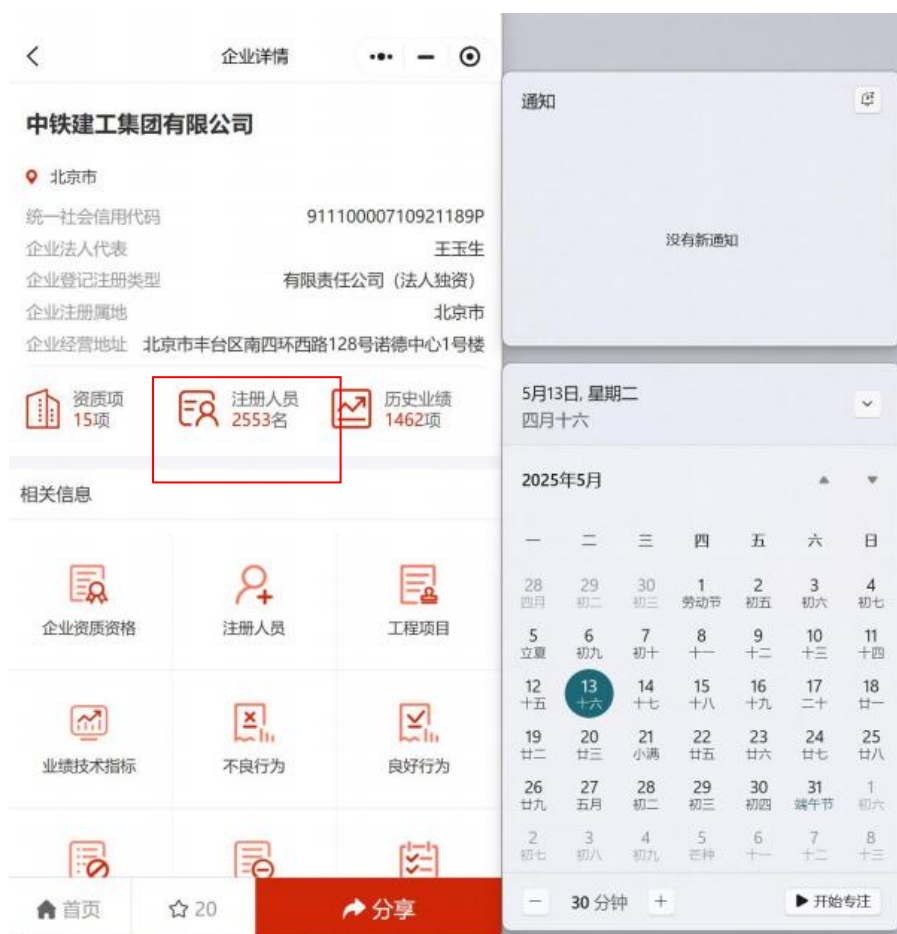 企业详情
中铁建工集团有限公司
北京市
统一社会信用代码 91110000710921189P
企业法人代表 王玉生
企业登记注册类型 有限责任公司（法人独资）
企业注册属地 北京市
企业经营地址 北京市丰台区南四环西路128号诺德中心1号楼
资质项 注册人员 历史业绩
15项 2553名 1462项
相关信息
企业资质资格 注册人员 工程项目
业绩技术指标 不良行为 良好行为
首页 20 分享
通知
没有新通知
5月13日, 星期二
四月十六
2025年5月
一 二 三 四 五 六 日
28 29 30 1 2 3 4
四月 初二 初三 劳动节 初五 初六 初七
5 6 7 8 9 10 11
立夏 初九 初十 十一 十二 十三 十四
12 13 14 15 16 17 18
十五 十六 十七 十八 十九 二十 廿一
19 20 21 22 23 24 25
廿二 廿三 小满 廿五 廿六 廿七 廿八
26 27 28 29 30 31 1
廿九 五月 初二 初三 初四 端午节 初六
2 3 4 5 6 7 8
初七 初八 初九 芒种 十一 十二 十三
30 分钟 开始专注